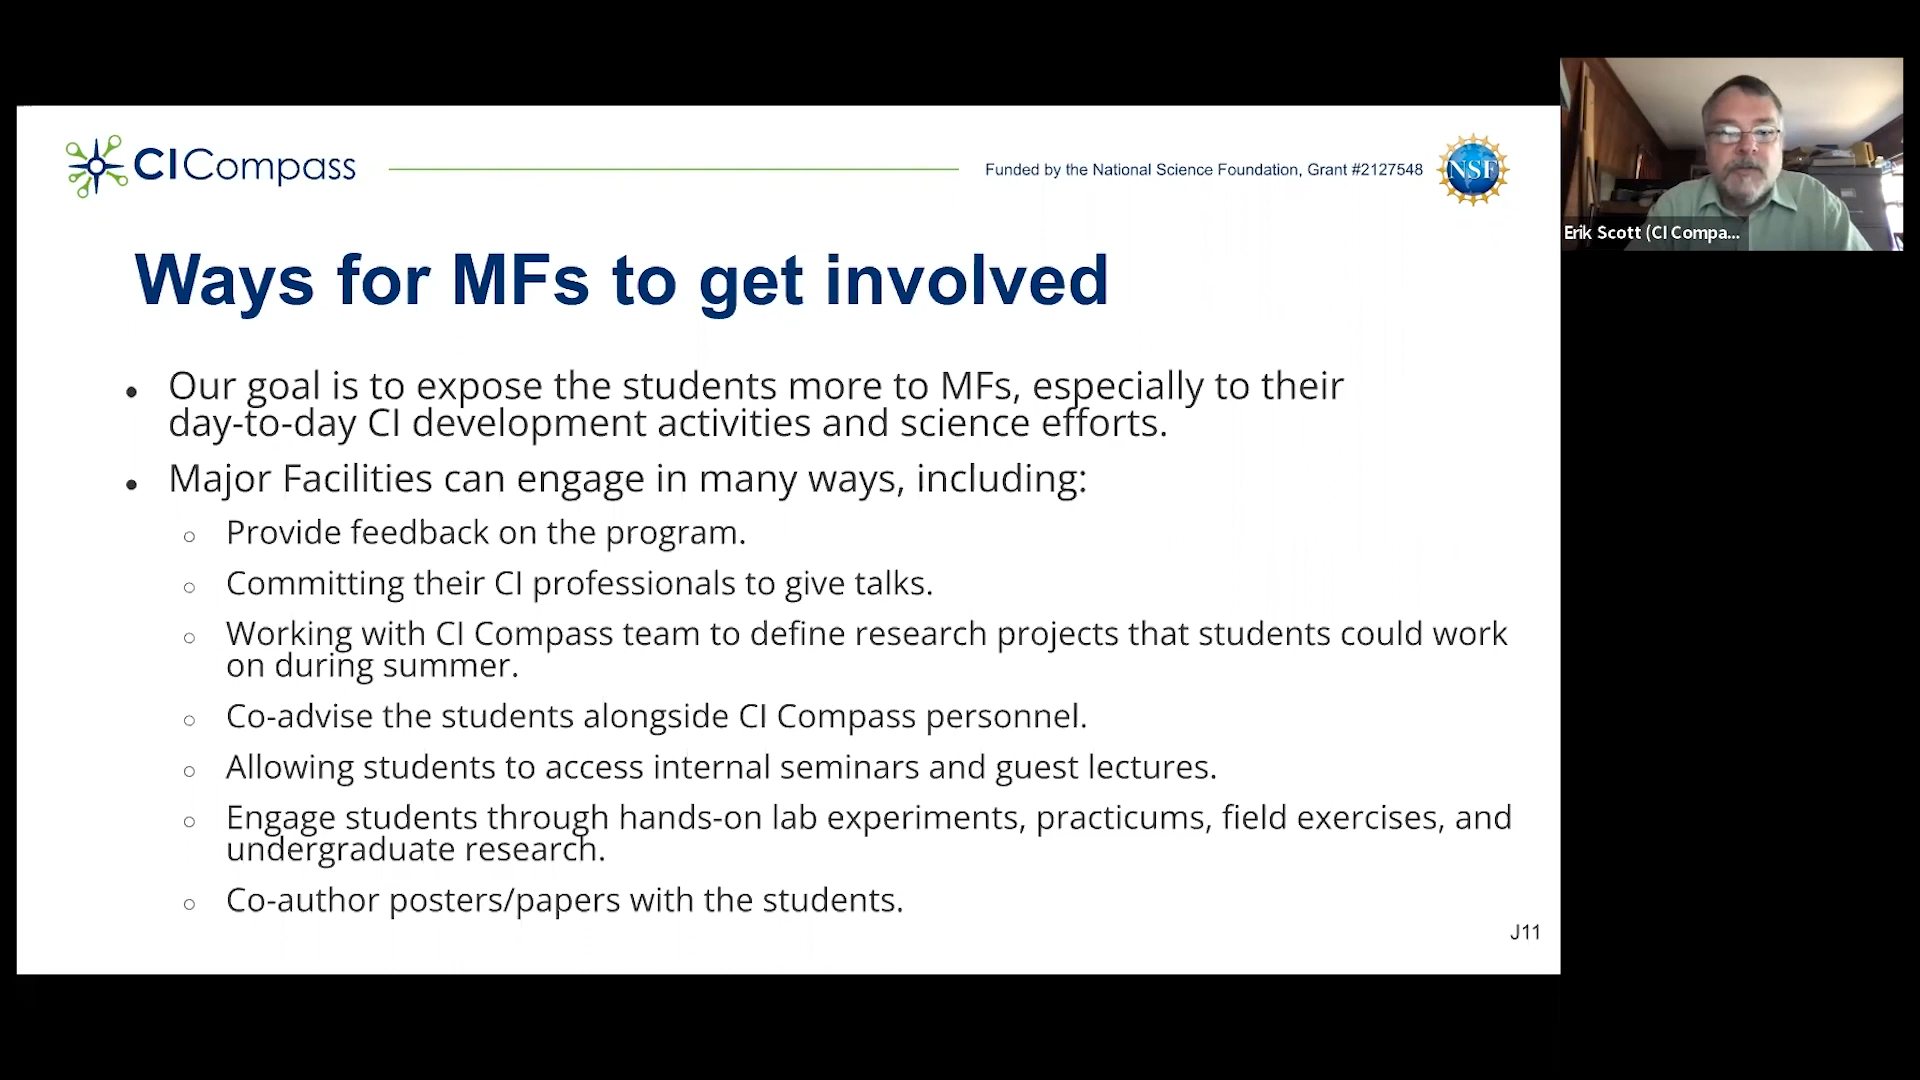 CICompass
Funded by the National Science Foundation, Grant #2127548
NSF
Erik Scott (CI Compa...
Ways for MFs to get involved
• Our goal is to expose the students more to MFs, especially to their
day-to-day CI development activities and science efforts.
• Major Facilities can engage in many ways, including:
○ Provide feedback on the program.
○ Committing their CI professionals to give talks.
○ Working with CI Compass team to define research projects that students could work
on during summer.
○ Co-advise the students alongside CI Compass personnel.
○ Allowing students to access internal seminars and guest lectures.
○ Engage students through hands-on lab experiments, practicums, field exercises, and
undergraduate research.
○ Co-author posters/papers with the students.
J11